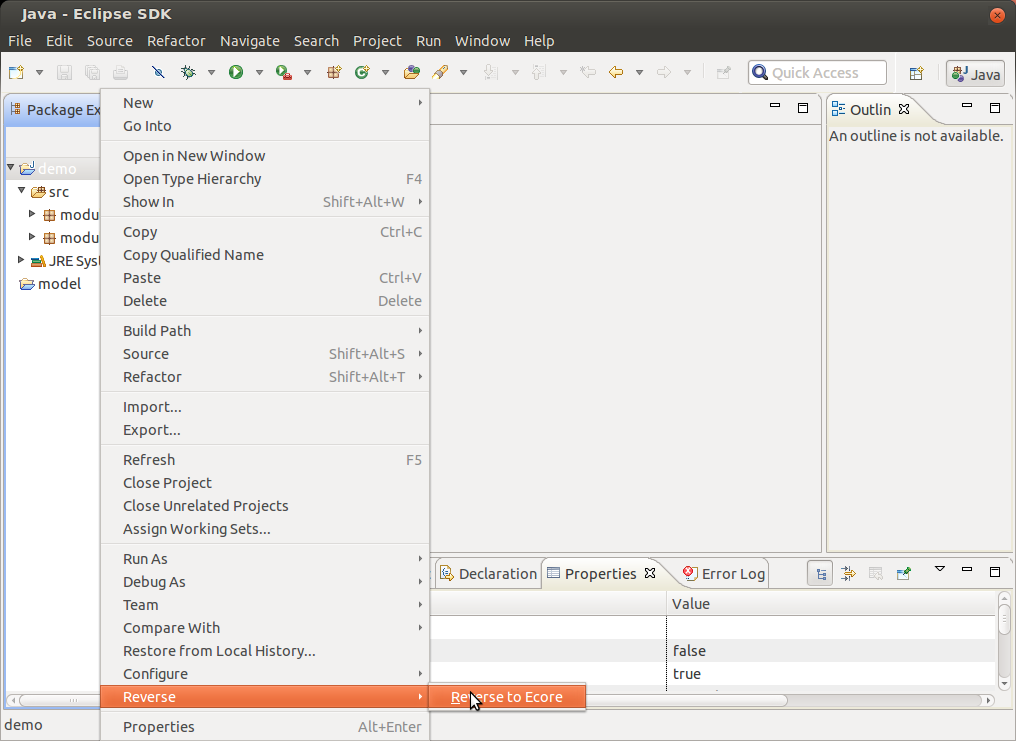 Java - Eclipse SDK
File Edit Source Refactor Navigate Search Project Run Window Help
Quick Access
Java
Package Ex
Outlin
An outline is not available.
demo
src
modu
modu
JRE Syst
model
New
Go Into
Open in New Window
Open Type Hierarchy F4
Show In Shift+Alt+W
Copy Ctrl+C
Copy Qualified Name
Paste Ctrl+V
Delete Delete
Build Path
Source Shift+Alt+S
Refactor Shift+Alt+T
Import...
Export...
Refresh F5
Close Project
Close Unrelated Projects
Assign Working Sets...
Run As
Debug As
Team
Compare With
Restore from Local History...
Configure
Reverse
Reverse to Ecore
Properties Alt+Enter
Declaration Properties Error Log
Value
false
true
demo